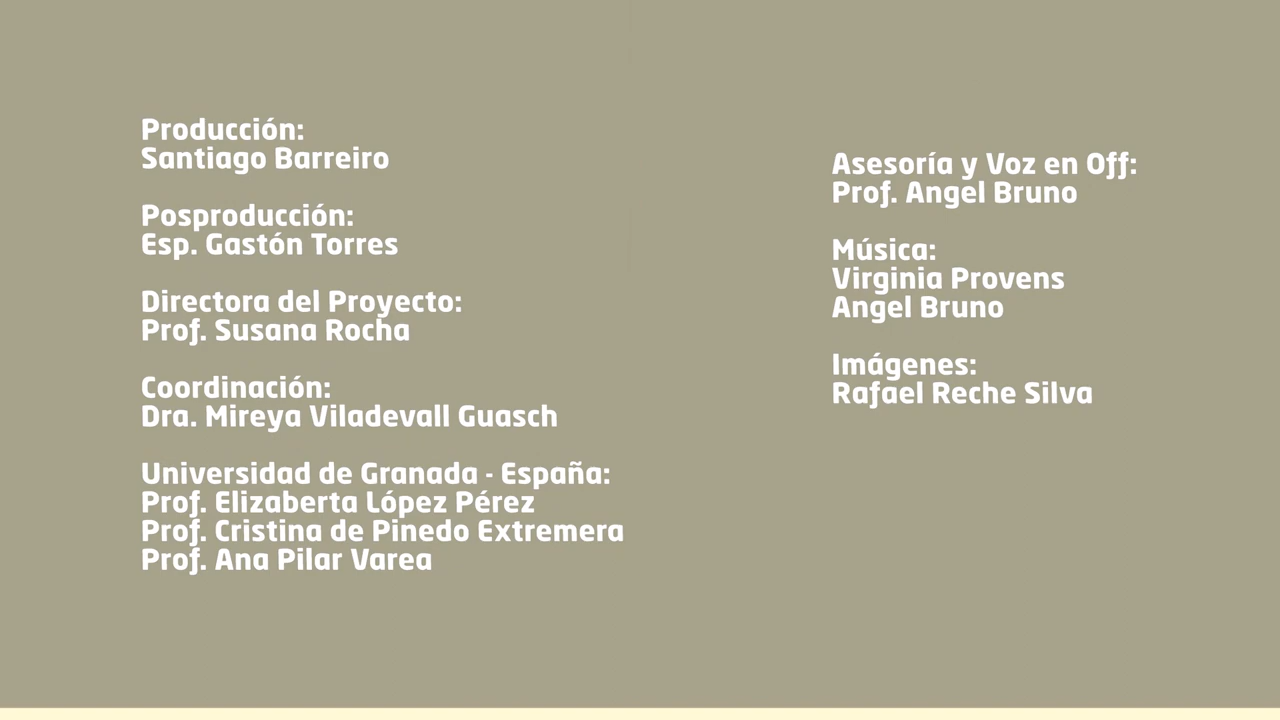 Producción:
Santiago Barreiro
Posproducción:
Esp. Gastón Torres
Directora del Proyecto:
Prof. Susana Rocha
Coordinación:
Dra. Mireya Viladevall Guasch
Universidad de Granada - España:
Prof. Elizaberta López Pérez
Prof. Cristina de Pinedo Extremera
Prof. Ana Pilar Varea
Asesoría y Voz en Off:
Prof. Angel Bruno
Música:
Virginia Provens
Angel Bruno
Imágenes:
Rafael Reche Silva